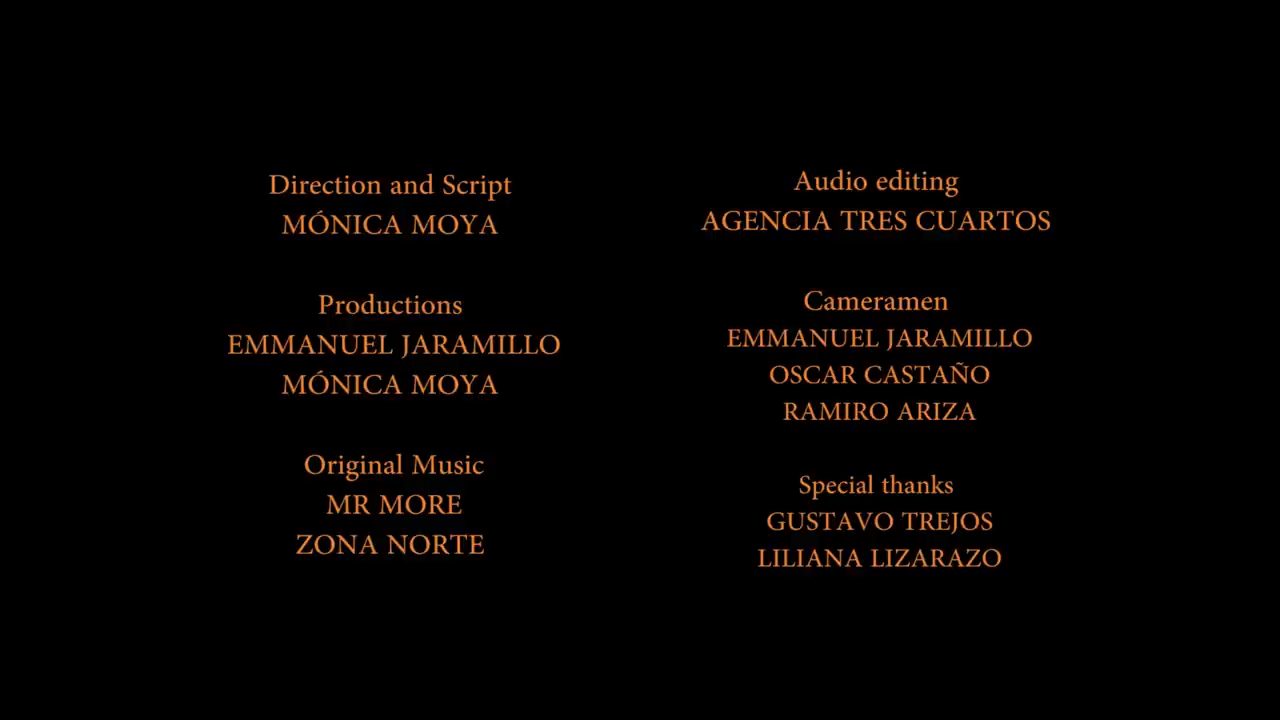 Direction and Script
MÓNICA MOYA
Productions
EMMANUEL JARAMILLO
MÓNICA MOYA
Original Music
MR MORE
ZONA NORTE
Audio editing
AGENCIA TRES CUARTOS
Cameramen
EMMANUEL JARAMILLO
OSCAR CASTAÑO
RAMIRO ARIZA
Special thanks
GUSTAVO TREJOS
LILIANA LIZARAZO